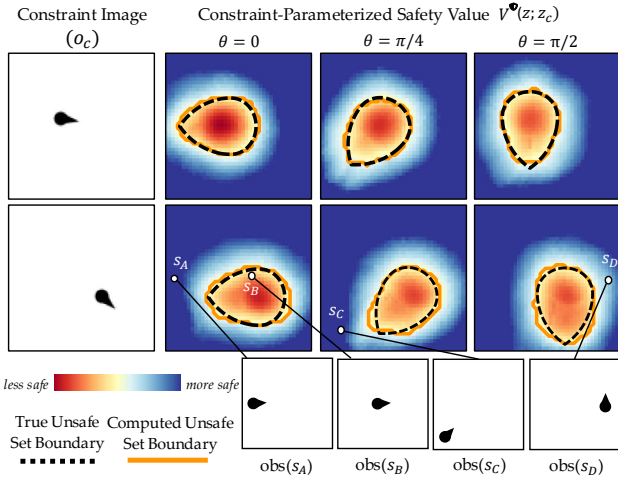 Constraint Image
(o_c)
Constraint-Parameterized Safety Value V(z; z_c)
θ = 0
θ = π/4
θ = π/2
s_A
s_B
s_C
s_D
less safe
more safe
True Unsafe
Set Boundary
Computed Unsafe
Set Boundary
obs(s_A)
obs(s_B)
obs(s_C)
obs(s_D)